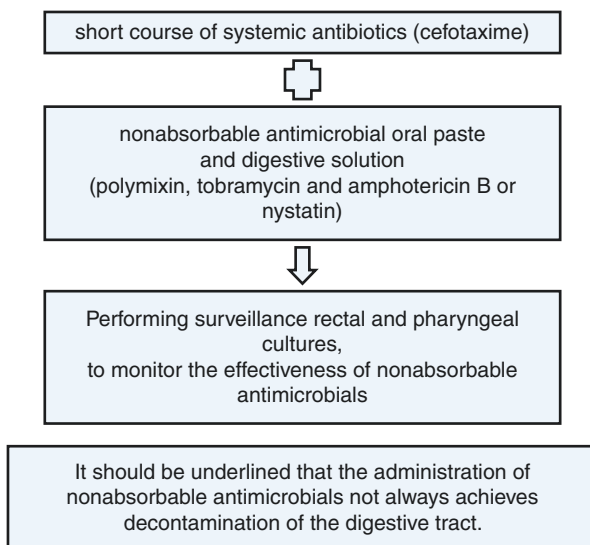 short course of systemic antibiotics (cefotaxime)
nonabsorbable antimicrobial oral paste
and digestive solution
(polymixin, tobramycin and amphotericin B or
nystatin)
Performing surveillance rectal and pharyngeal
cultures,
to monitor the effectiveness of nonabsorbable
antimicrobials
It should be underlined that the administration of
nonabsorbable antimicrobials not always achieves
decontamination of the digestive tract.